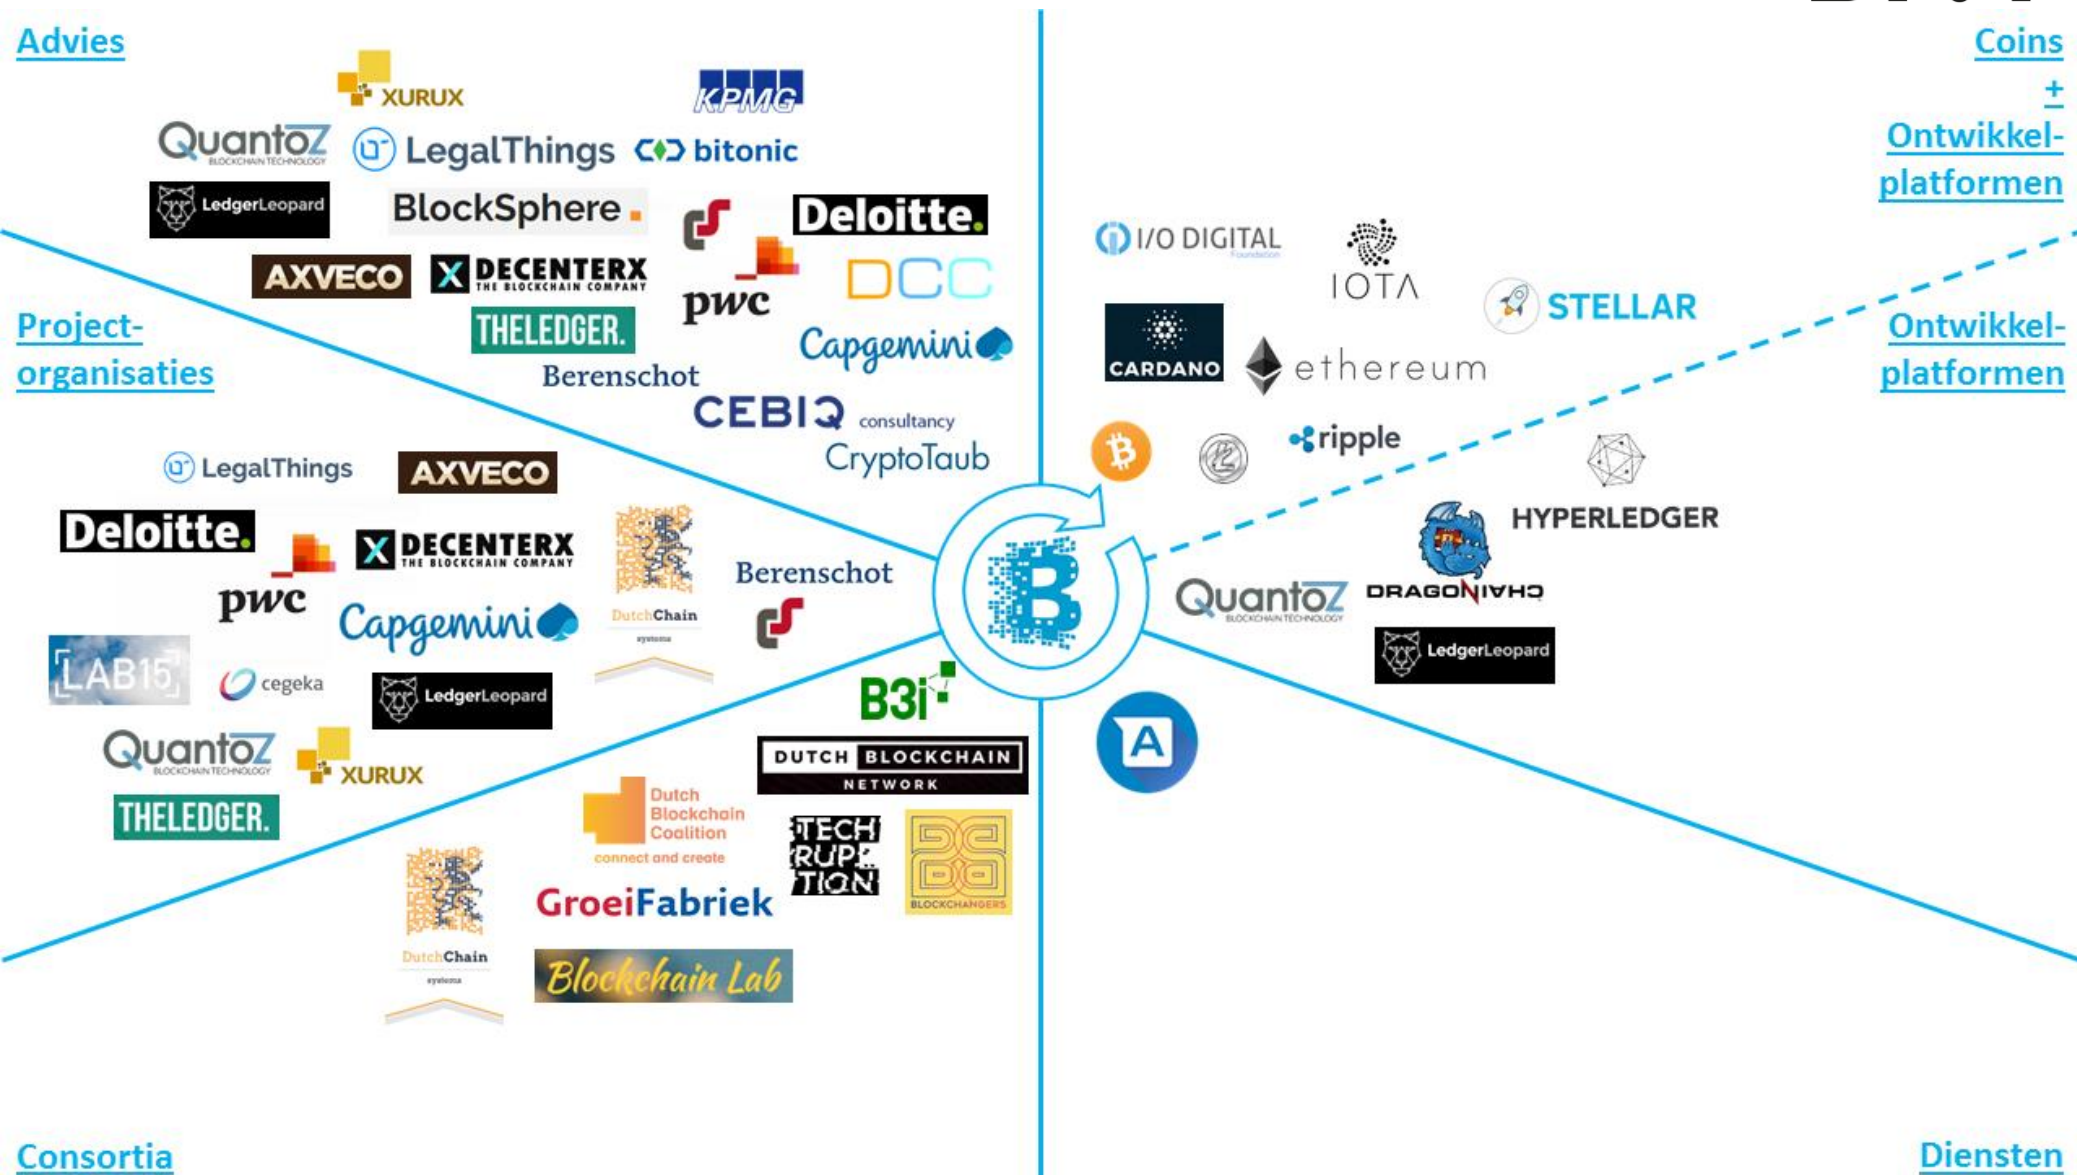 Advies
XURUX
KPMG
QuantoZ
BLOCKCHAIN TECHNOLOGY
LegalThings
bitonic
LedgerLeopard
BlockSphere
Deloitte.
AXVECO
X DECENTERX
THE BLOCKCHAIN COMPANY
pwc
DCC
THELEDGER.
Capgemini
Berenschot
CEBIQ consultancy
CryptoTaub
Coins
+
Ontwikkel-
platformen
I/O DIGITAL
Foundation
IOTA
STELLAR
CARDANO
ethereum
ripple
Ontwikkel-
platformen
HYPERLEDGER
QuantoZ
BLOCKCHAIN TECHNOLOGY
DRAGONCHAIN
LedgerLeopard
Project-
organisaties
LegalThings
AXVECO
Deloitte.
pwc
X DECENTERX
THE BLOCKCHAIN COMPANY
DutchChain
systems
Berenschot
Capgemini
LAB15
cegeka
LedgerLeopard
QuantoZ
BLOCKCHAIN TECHNOLOGY
XURUX
THELEDGER.
B
B3i
DUTCH BLOCKCHAIN
NETWORK
Dutch
Blockchain
Coalition
connect and create
TECH
RUP
TION
BLOCKCHANGERS
GroeiFabriek
DutchChain
systems
Blockchain Lab
Consortia
A
Diensten